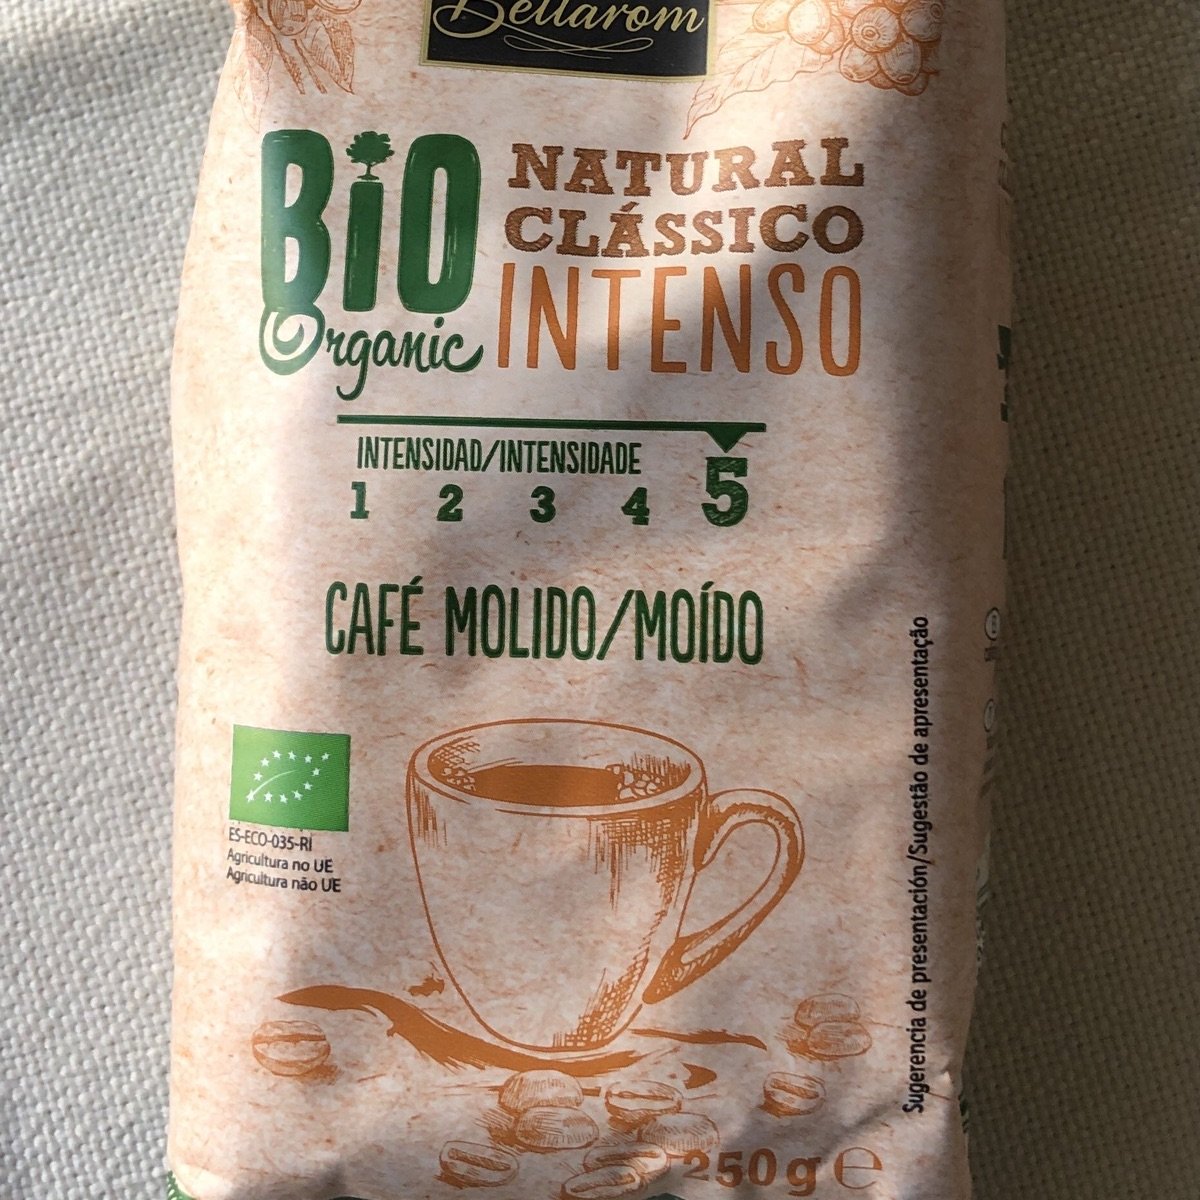 Bellarom
BiO
Organic
NATURAL
CLÁSSICO
INTENSO
INTENSIDAD/INTENSIDADE
1 2 3 4 5
CAFÉ MOLIDO/MOÍDO
ES-ECO-035-RI
Agricultura no UE
Agricultura não UE
Sugerencia de presentación/Sugestão de apresentação
250 g ℮